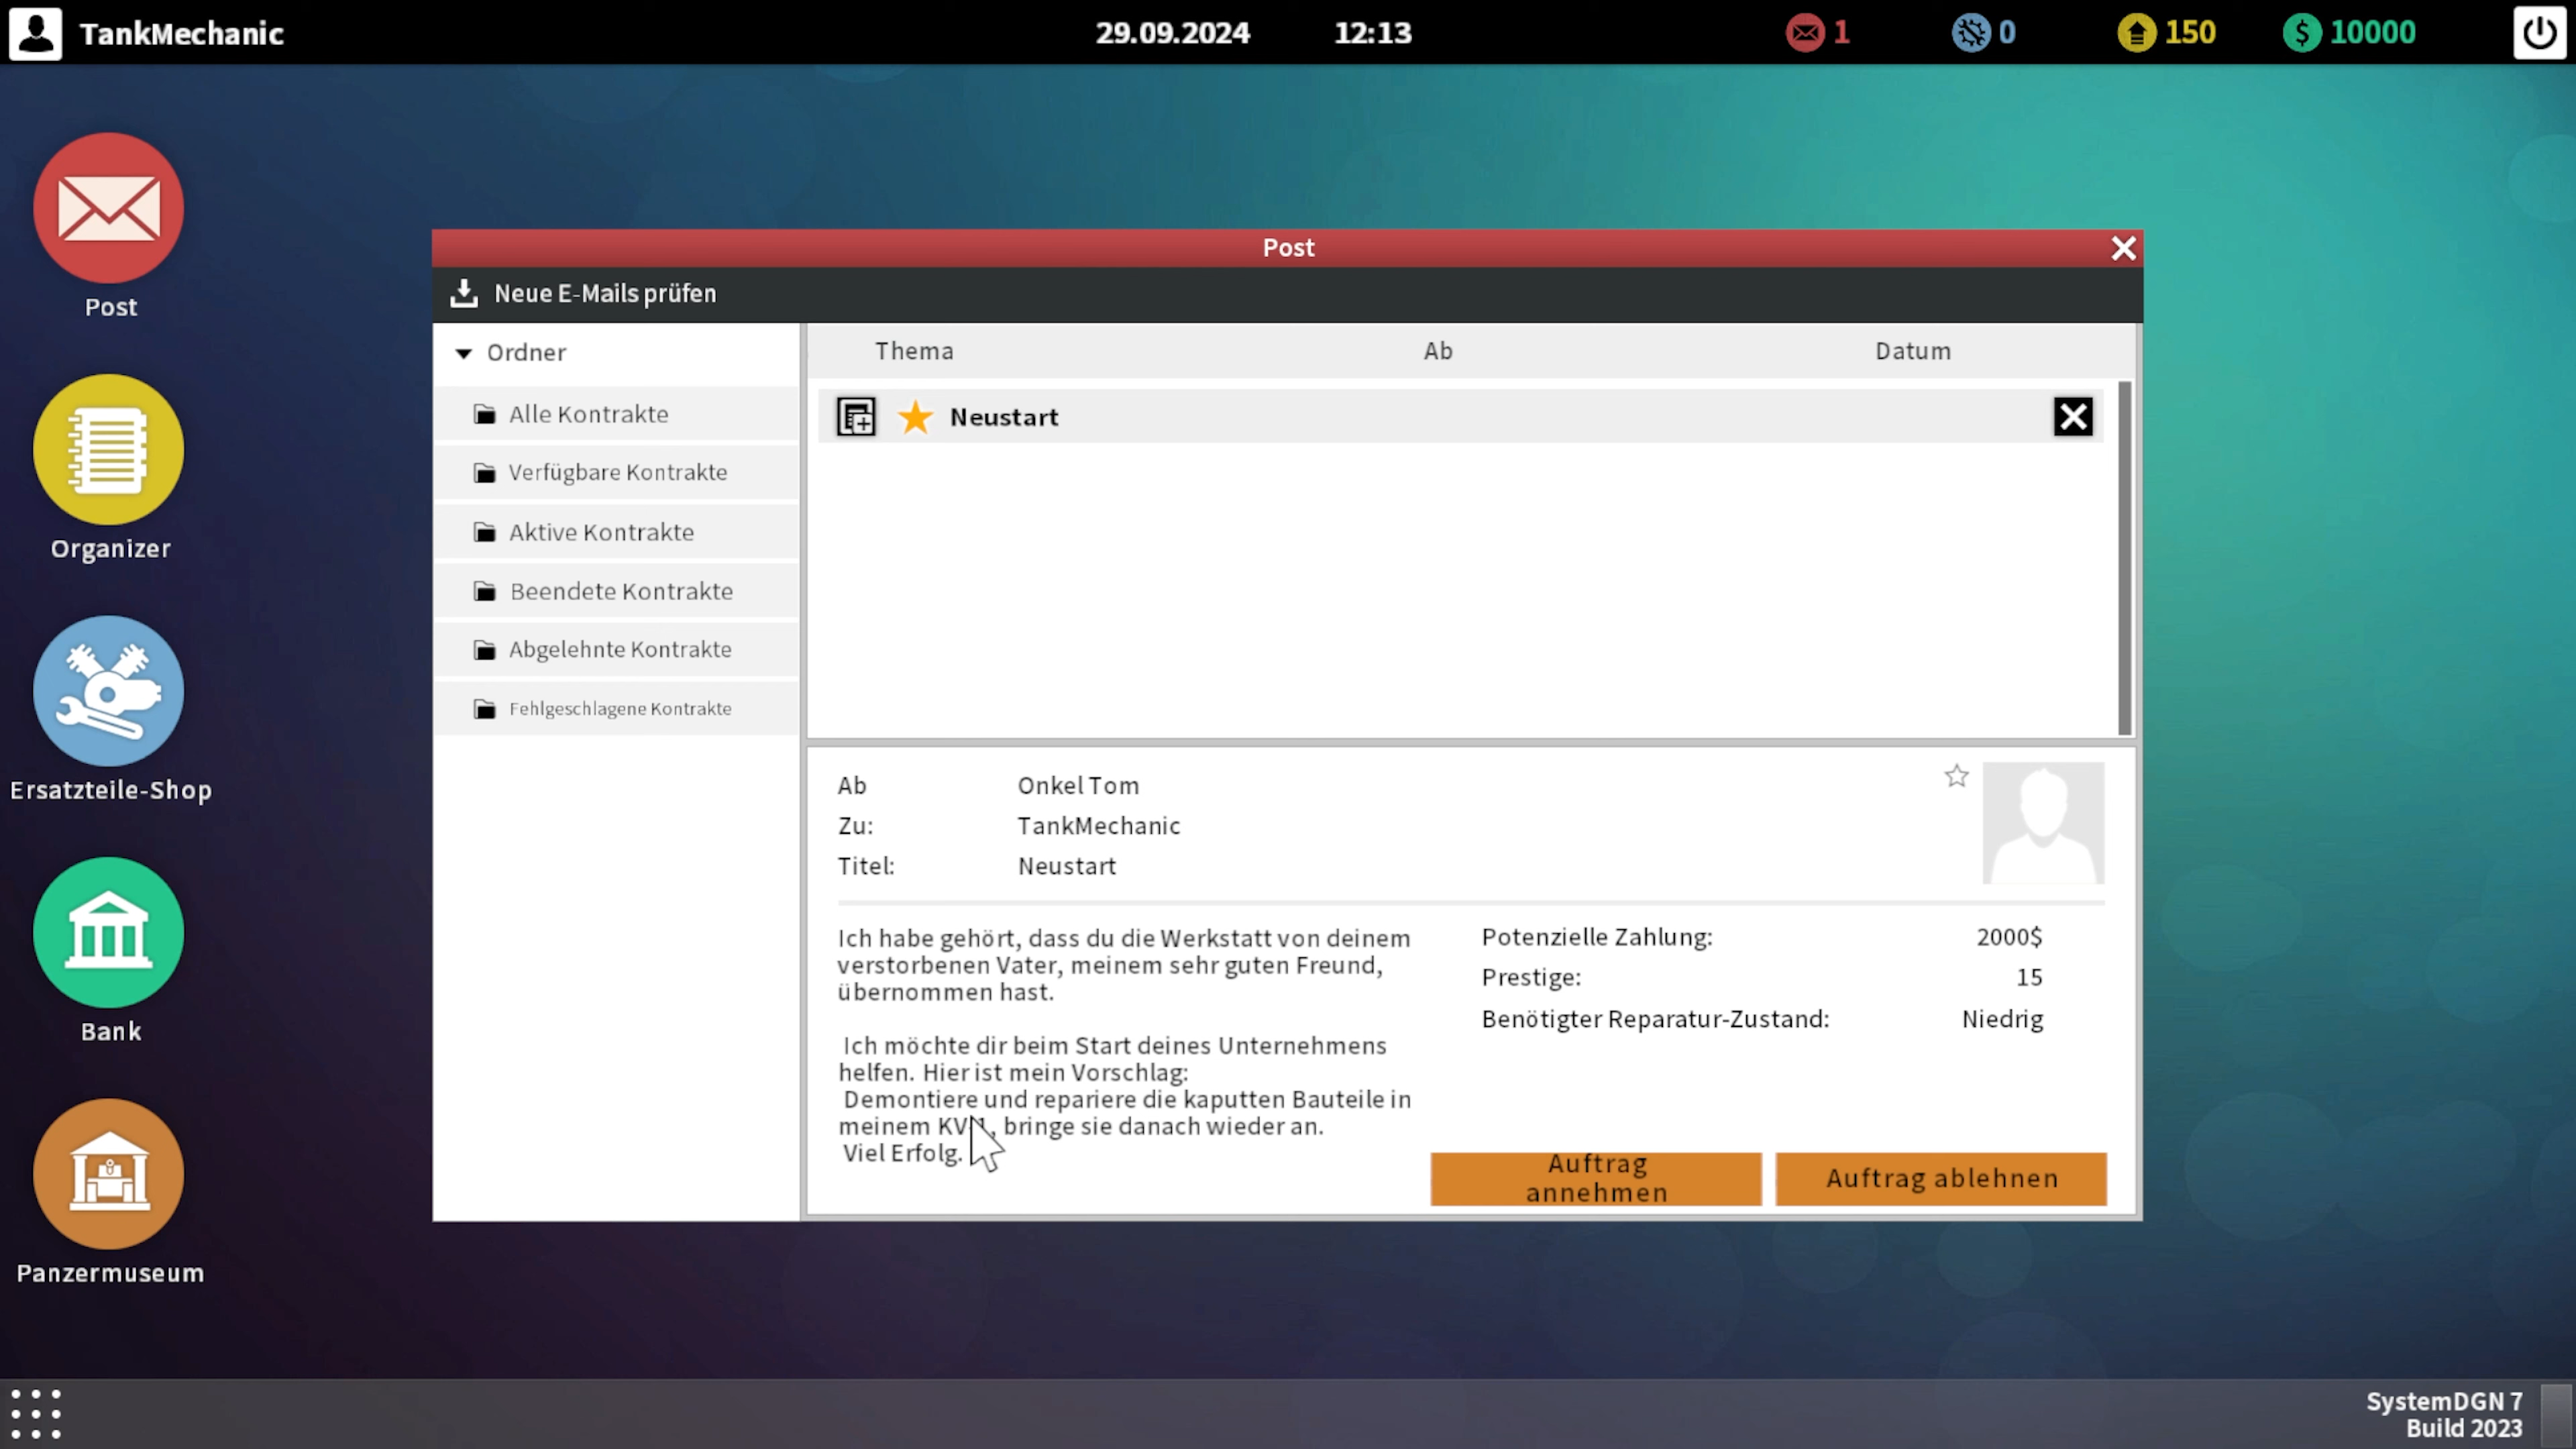 TankMechanic
29.09.2024
12:13
1
0
150
10000
Post
Organizer
Ersatzteile-Shop
Bank
Panzermuseum
Post
Neue E-Mails prüfen
Ordner
Alle Kontrakte
Verfügbare Kontrakte
Aktive Kontrakte
Beendete Kontrakte
Abgelehnte Kontrakte
Fehlgeschlagene Kontrakte
Thema
Ab
Datum
Neustart
Ab
Onkel Tom
Zu:
TankMechanic
Titel:
Neustart
Ich habe gehört, dass du die Werkstatt von deinem
verstorbenen Vater, meinem sehr guten Freund,
übernommen hast.
Ich möchte dir beim Start deines Unternehmens
helfen. Hier ist mein Vorschlag:
Demontiere und repariere die kaputten Bauteile in
meinem bringe sie danach wieder an.
Viel Erfolg.
Potenzielle Zahlung:
2000$
Prestige:
15
Benötigter Reparatur-Zustand:
Niedrig
Auftrag
annehmen
Auftrag ablehnen
SystemDGN 7
Build 2023